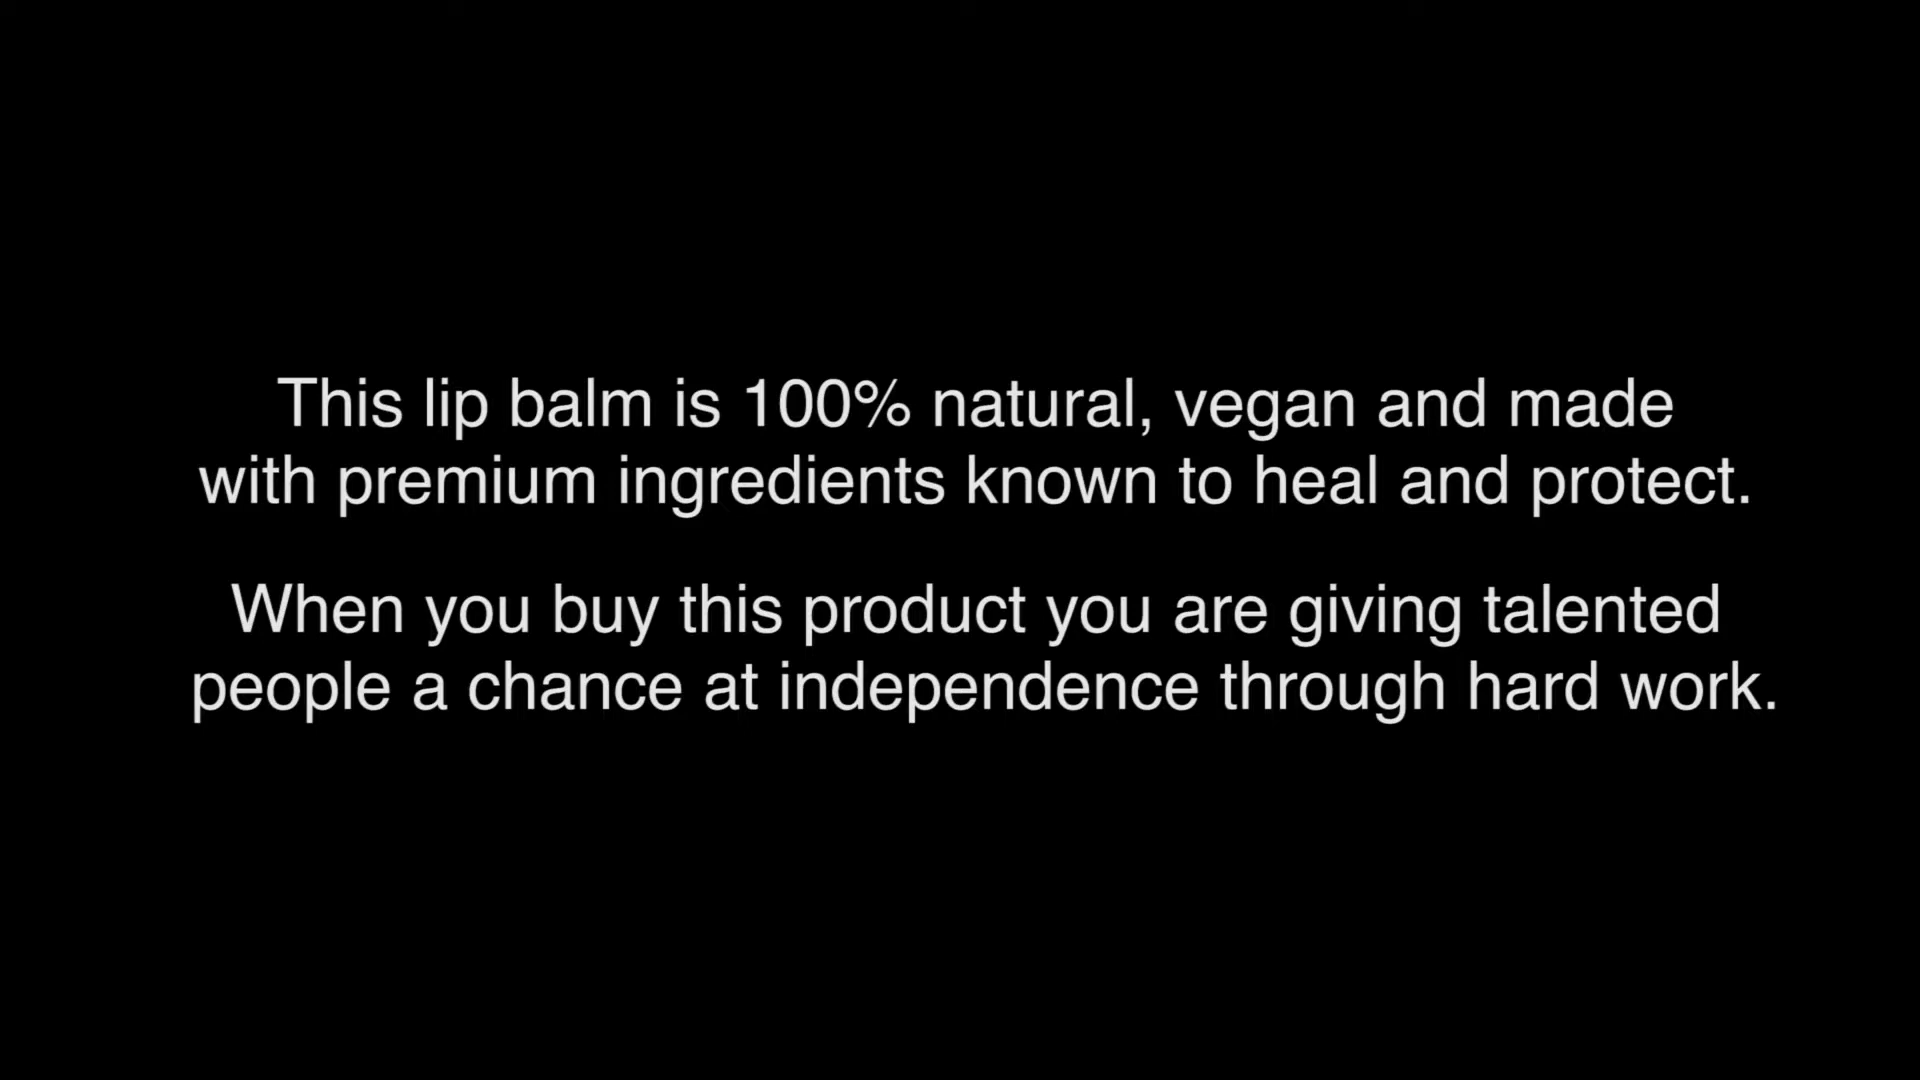 This lip balm is 100% natural, vegan and made
with premium ingredients known to heal and protect.
When you buy this product you are giving talented
people a chance at independence through hard work.